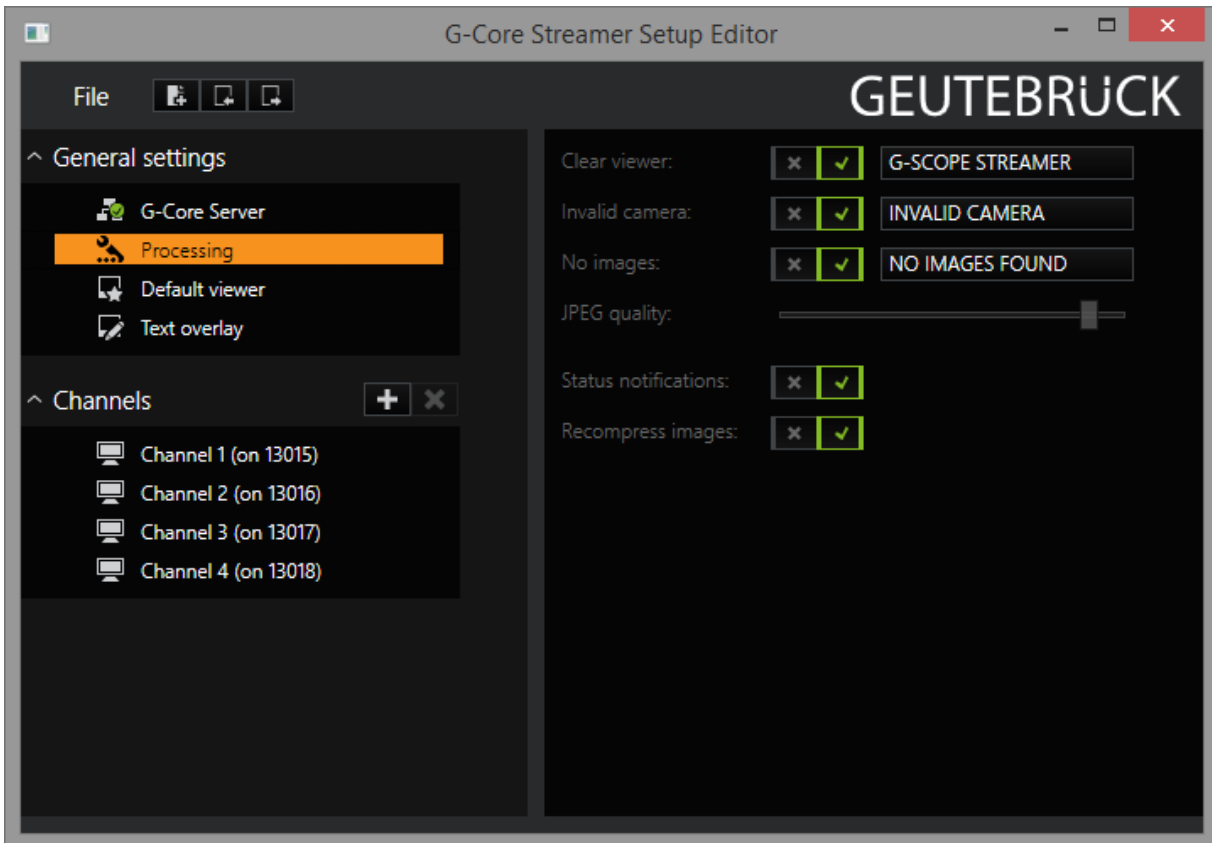 G-Core Streamer Setup Editor
File
GEUTEBRÜCK
General settings
G-Core Server
Processing
Default viewer
Text overlay
Channels
Channel 1 (on 13015)
Channel 2 (on 13016)
Channel 3 (on 13017)
Channel 4 (on 13018)
Clear viewer: G-SCOPE STREAMER
Invalid camera: INVALID CAMERA
No images: NO IMAGES FOUND
JPEG quality:
Status notifications:
Recompress images: